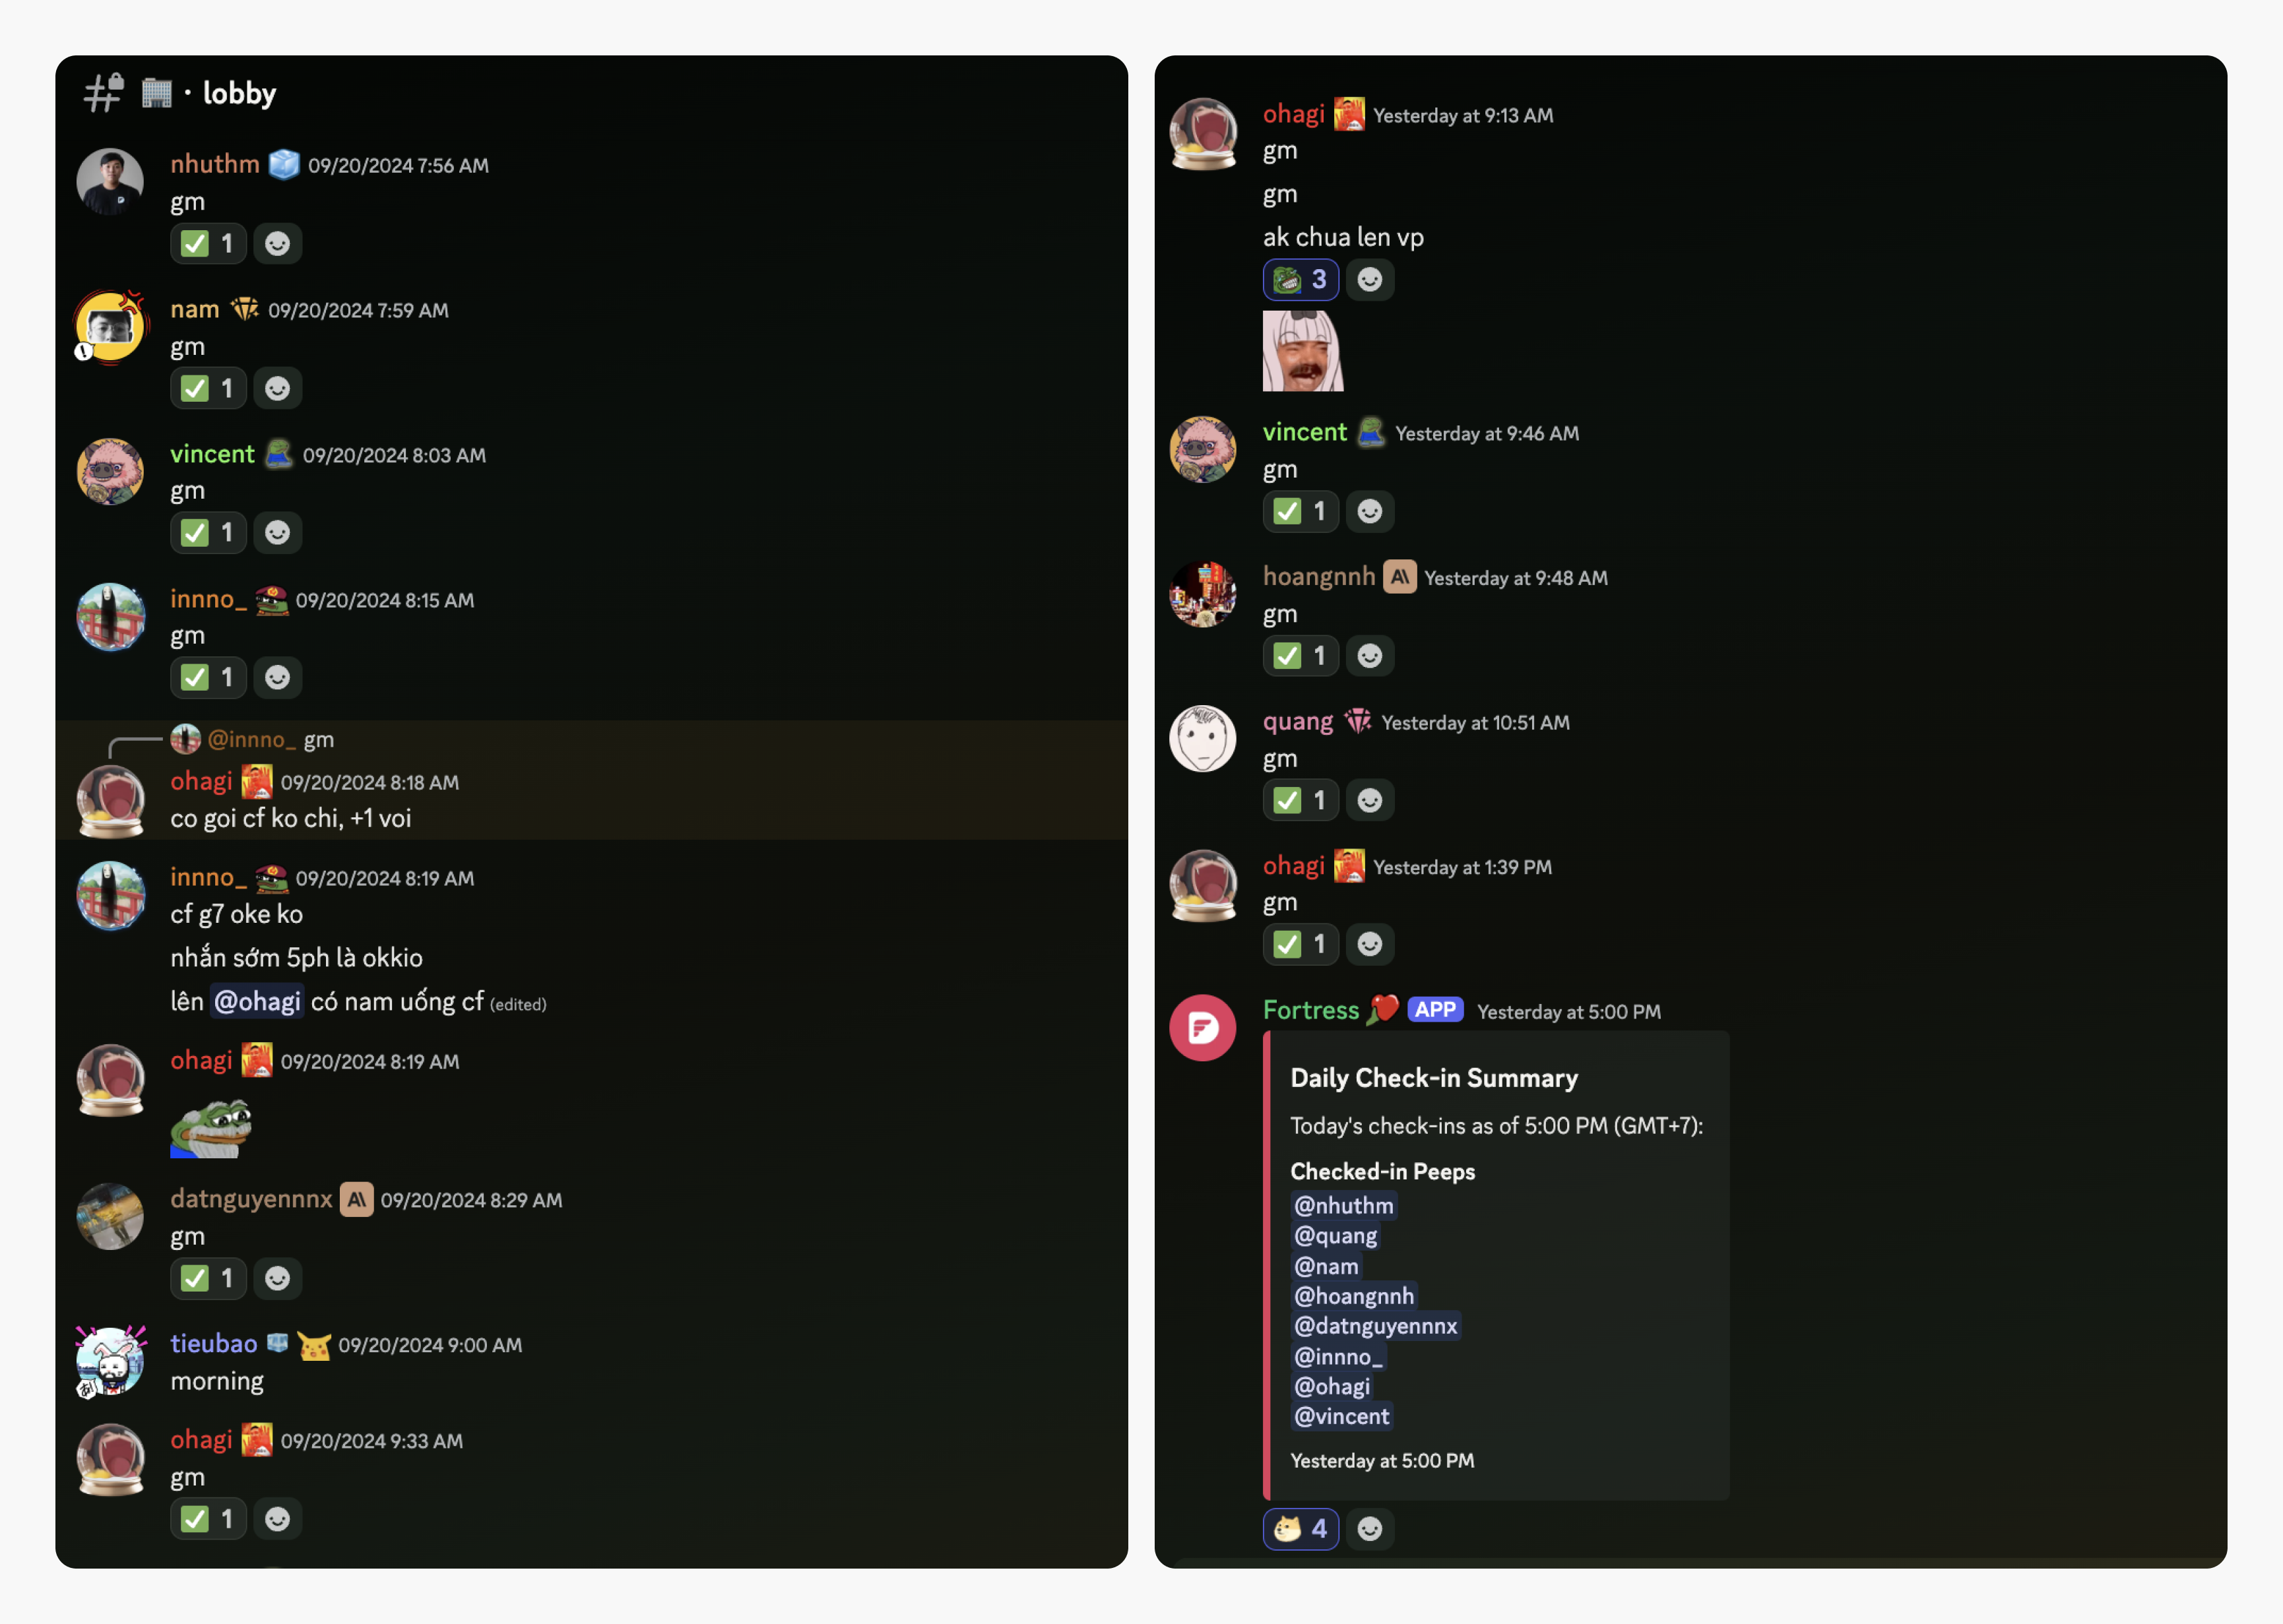 lobby
nhuthm 09/20/2024 7:56 AM
gm
1
nam 09/20/2024 7:59 AM
gm
1
vincent 09/20/2024 8:03 AM
gm
1
innno_ 09/20/2024 8:15 AM
gm
1
@innno_ gm
ohagi 09/20/2024 8:18 AM
co goi cf ko chi, +1 voi
innno_ 09/20/2024 8:19 AM
cf g7 oke ko
nhắn sớm 5ph là okkio
lên @ohagi có nam uống cf (edited)
ohagi 09/20/2024 8:19 AM
datnguyennnx A\ 09/20/2024 8:29 AM
gm
1
tieubao 09/20/2024 9:00 AM
morning
ohagi 09/20/2024 9:33 AM
gm
1
ohagi Yesterday at 9:13 AM
gm
gm
ak chua len vp
3
vincent Yesterday at 9:46 AM
gm
1
hoangnnh A\ Yesterday at 9:48 AM
gm
1
quang Yesterday at 10:51 AM
gm
1
ohagi Yesterday at 1:39 PM
gm
1
Fortress APP Yesterday at 5:00 PM
Daily Check-in Summary
Today's check-ins as of 5:00 PM (GMT+7):
Checked-in Peeps
@nhuthm
@quang
@nam
@hoangnnh
@datnguyennnx
@innno_
@ohagi
@vincent
Yesterday at 5:00 PM
4